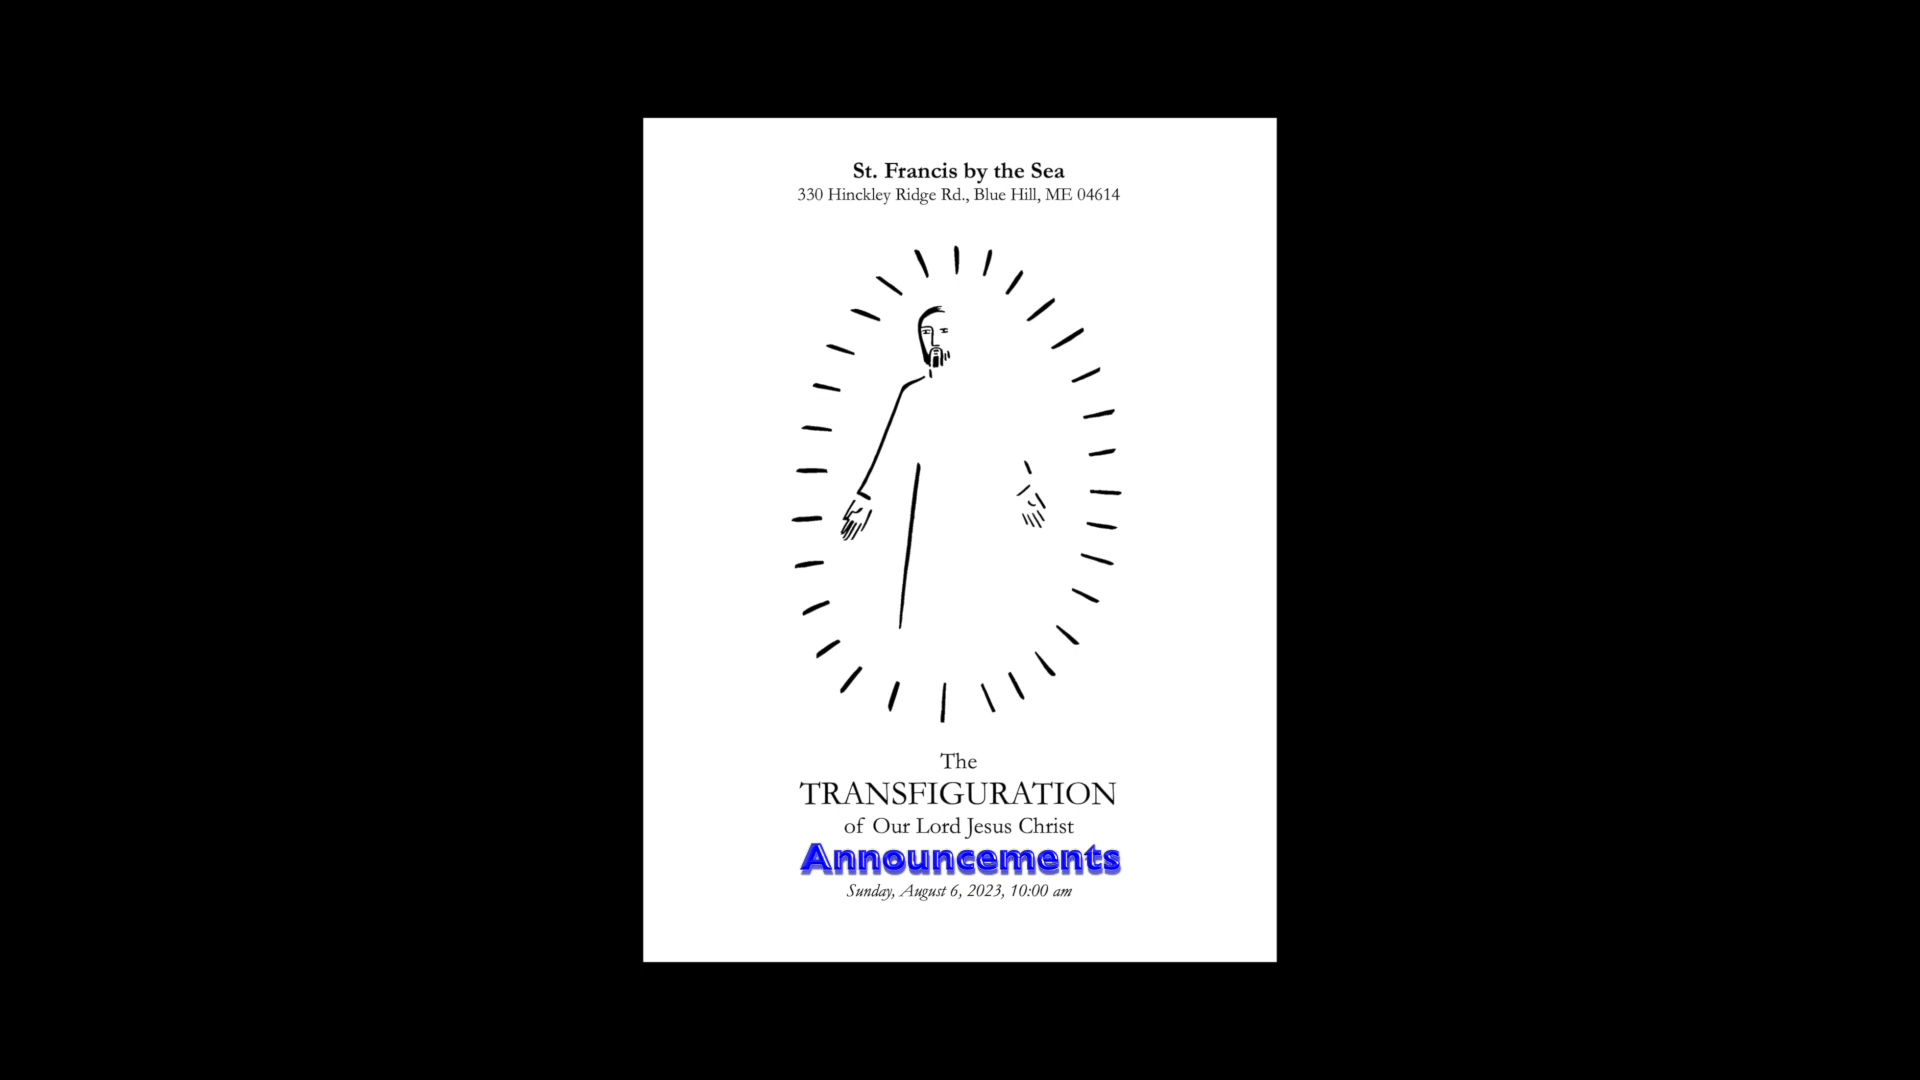 St. Francis by the Sea
330 Hinckley Ridge Rd., Blue Hill, ME 04614
The
TRANSFIGURATION
of Our Lord Jesus Christ
Announcements
Sunday, August 6, 2023, 10:00 am